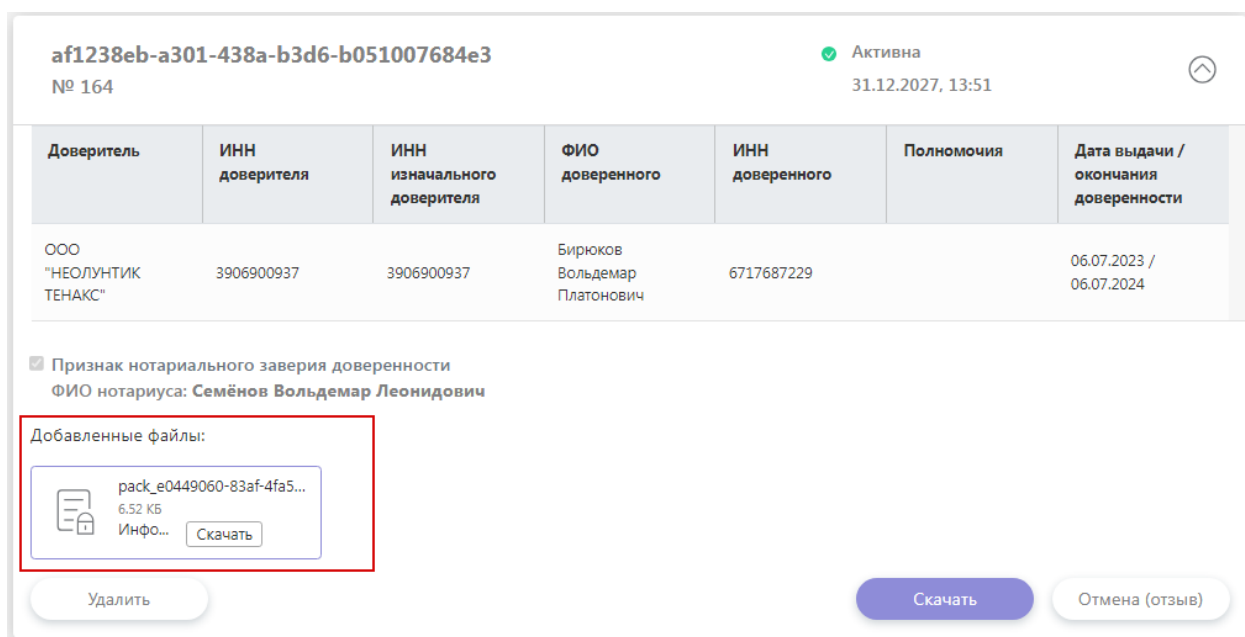 af1238eb-a301-438a-b3d6-b051007684e3
№ 164
Активна
31.12.2027, 13:51
Доверитель
ИНН
доверителя
ИНН
изначального
доверителя
ФИО
доверенного
ИНН
доверенного
Полномочия
Дата выдачи /
окончания
доверенности
ООО
"НЕОЛУНТИК
ТЕНАКС"
3906900937
3906900937
Бирюков
Вольдемар
Платонович
6717687229
06.07.2023 /
06.07.2024
Признак нотариального заверия доверенности
ФИО нотариуса: Семёнов Вольдемар Леонидович
Добавленные файлы:
pack_e0449060-83af-4fa5...
6.52 КБ
Инфо...
Скачать
Удалить
Скачать
Отмена (отзыв)